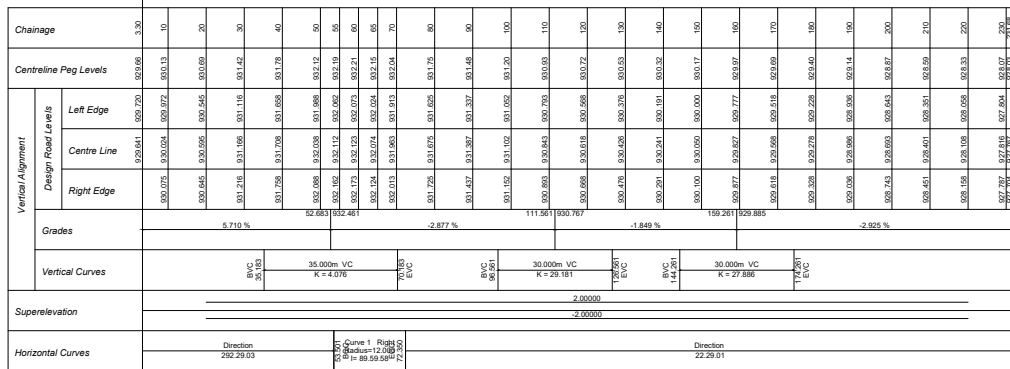 Chainage 3.30 10 20 30 40 50 55 60 65 70 80 90 100 110 120 130 140 150 160 170 180 190 200 210 220 230
Centreline Peg Levels 929.66 930.13 930.69 931.42 931.78 932.12 932.19 932.21 932.15 932.04 931.75 931.48 931.20 930.93 930.72 930.53 930.32 930.17 929.97 929.69 929.40 929.14 928.87 928.59 928.33 928.07
Vertical Alignment
Design Road Levels
Left Edge 929.720 929.972 930.545 931.116 931.658 931.988 932.062 932.073 932.024 931.913 931.625 931.337 931.052 930.793 930.568 930.376 930.191 930.000 929.777 929.518 929.228 928.936 928.643 928.351 928.058 927.804
Centre Line 929.641 930.024 930.595 931.166 931.708 932.038 932.112 932.123 932.074 931.963 931.675 931.387 931.102 930.843 930.618 930.426 930.241 930.050 929.827 929.568 929.278 928.986 928.693 928.401 928.108 927.816
Right Edge 930.075 930.645 931.216 931.758 932.088 932.162 932.173 932.124 932.013 931.725 931.437 931.152 930.893 930.668 930.476 930.291 930.100 929.877 929.618 929.328 929.036 928.743 928.451 928.158 927.787
52.683 932.461 111.561 930.767 159.261 929.885
Grades 5.710 % -2.877 % -1.849 % -2.925 %
Vertical Curves
BVC 35.183 35.000m VC K = 4.076 70.183 EVC
BVC 96.561 30.000m VC K = 29.181 126.561 EVC
BVC 144.261 30.000m VC K = 27.886 174.261 EVC
Superelevation
2.00000
-2.00000
Horizontal Curves
Direction
292.29.03
53.501
Curve 1 Right
Radius=12.000
I= 89.59.58
72.350
Direction
22.29.01